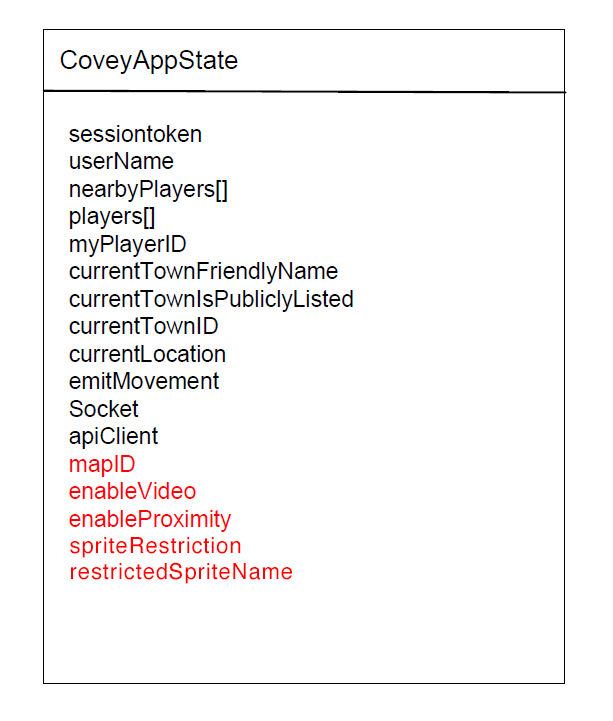 CoveyAppState
sessiontoken
userName
nearbyPlayers[]
players[]
myPlayerID
currentTownFriendlyName
currentTownIsPubliclyListed
currentTownID
currentLocation
emitMovement
Socket
apiClient
mapID
enableVideo
enableProximity
spriteRestriction
restrictedSpriteName